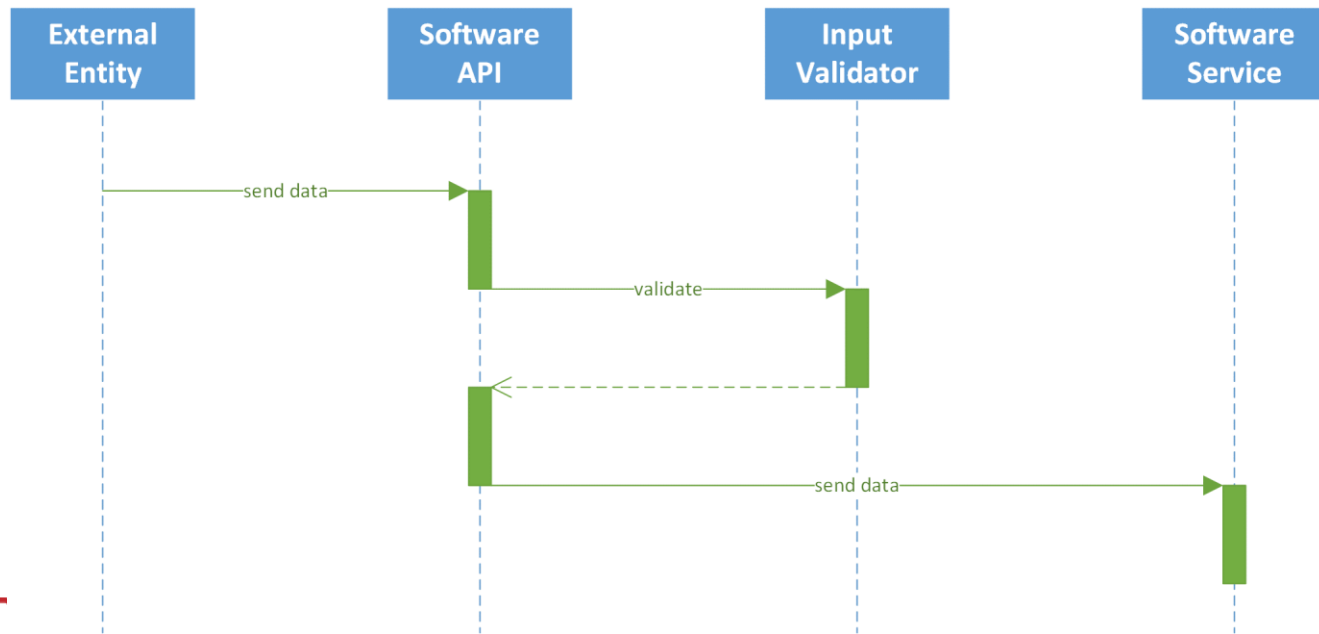 External
Entity
Software
API
Input
Validator
Software
Service
send data
validate
send data